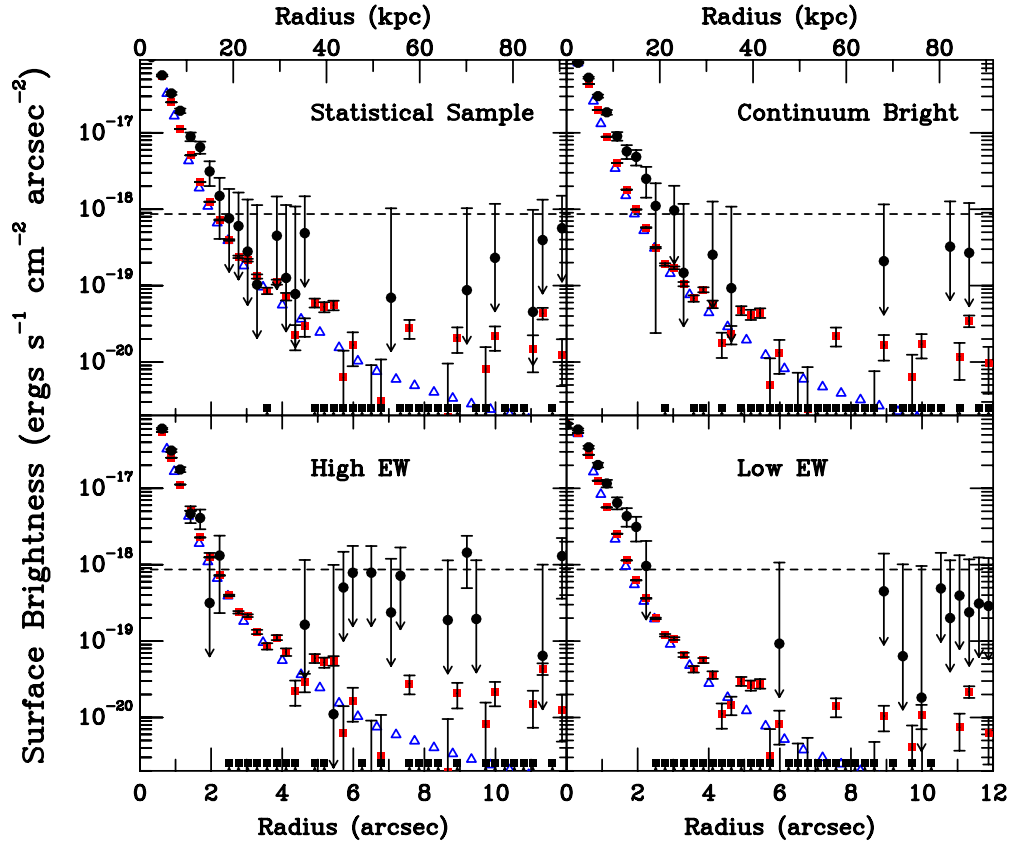 Radius (kpc) Radius (kpc)
0 20 40 60 80 0 20 40 60 80
Surface Brightness (ergs s⁻¹ cm⁻² arcsec⁻²)
Statistical Sample
Continuum Bright
10⁻¹⁷
10⁻¹⁸
10⁻¹⁹
10⁻²⁰
High EW
Low EW
10⁻¹⁷
10⁻¹⁸
10⁻¹⁹
10⁻²⁰
0 2 4 6 8 10 0 2 4 6 8 10 12
Radius (arcsec) Radius (arcsec)